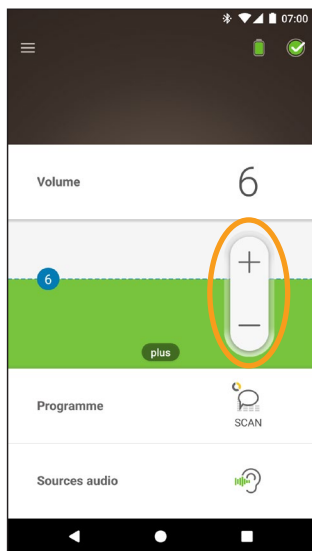 07:00
Volume
6
6
+
−
plus
Programme
SCAN
Sources audio